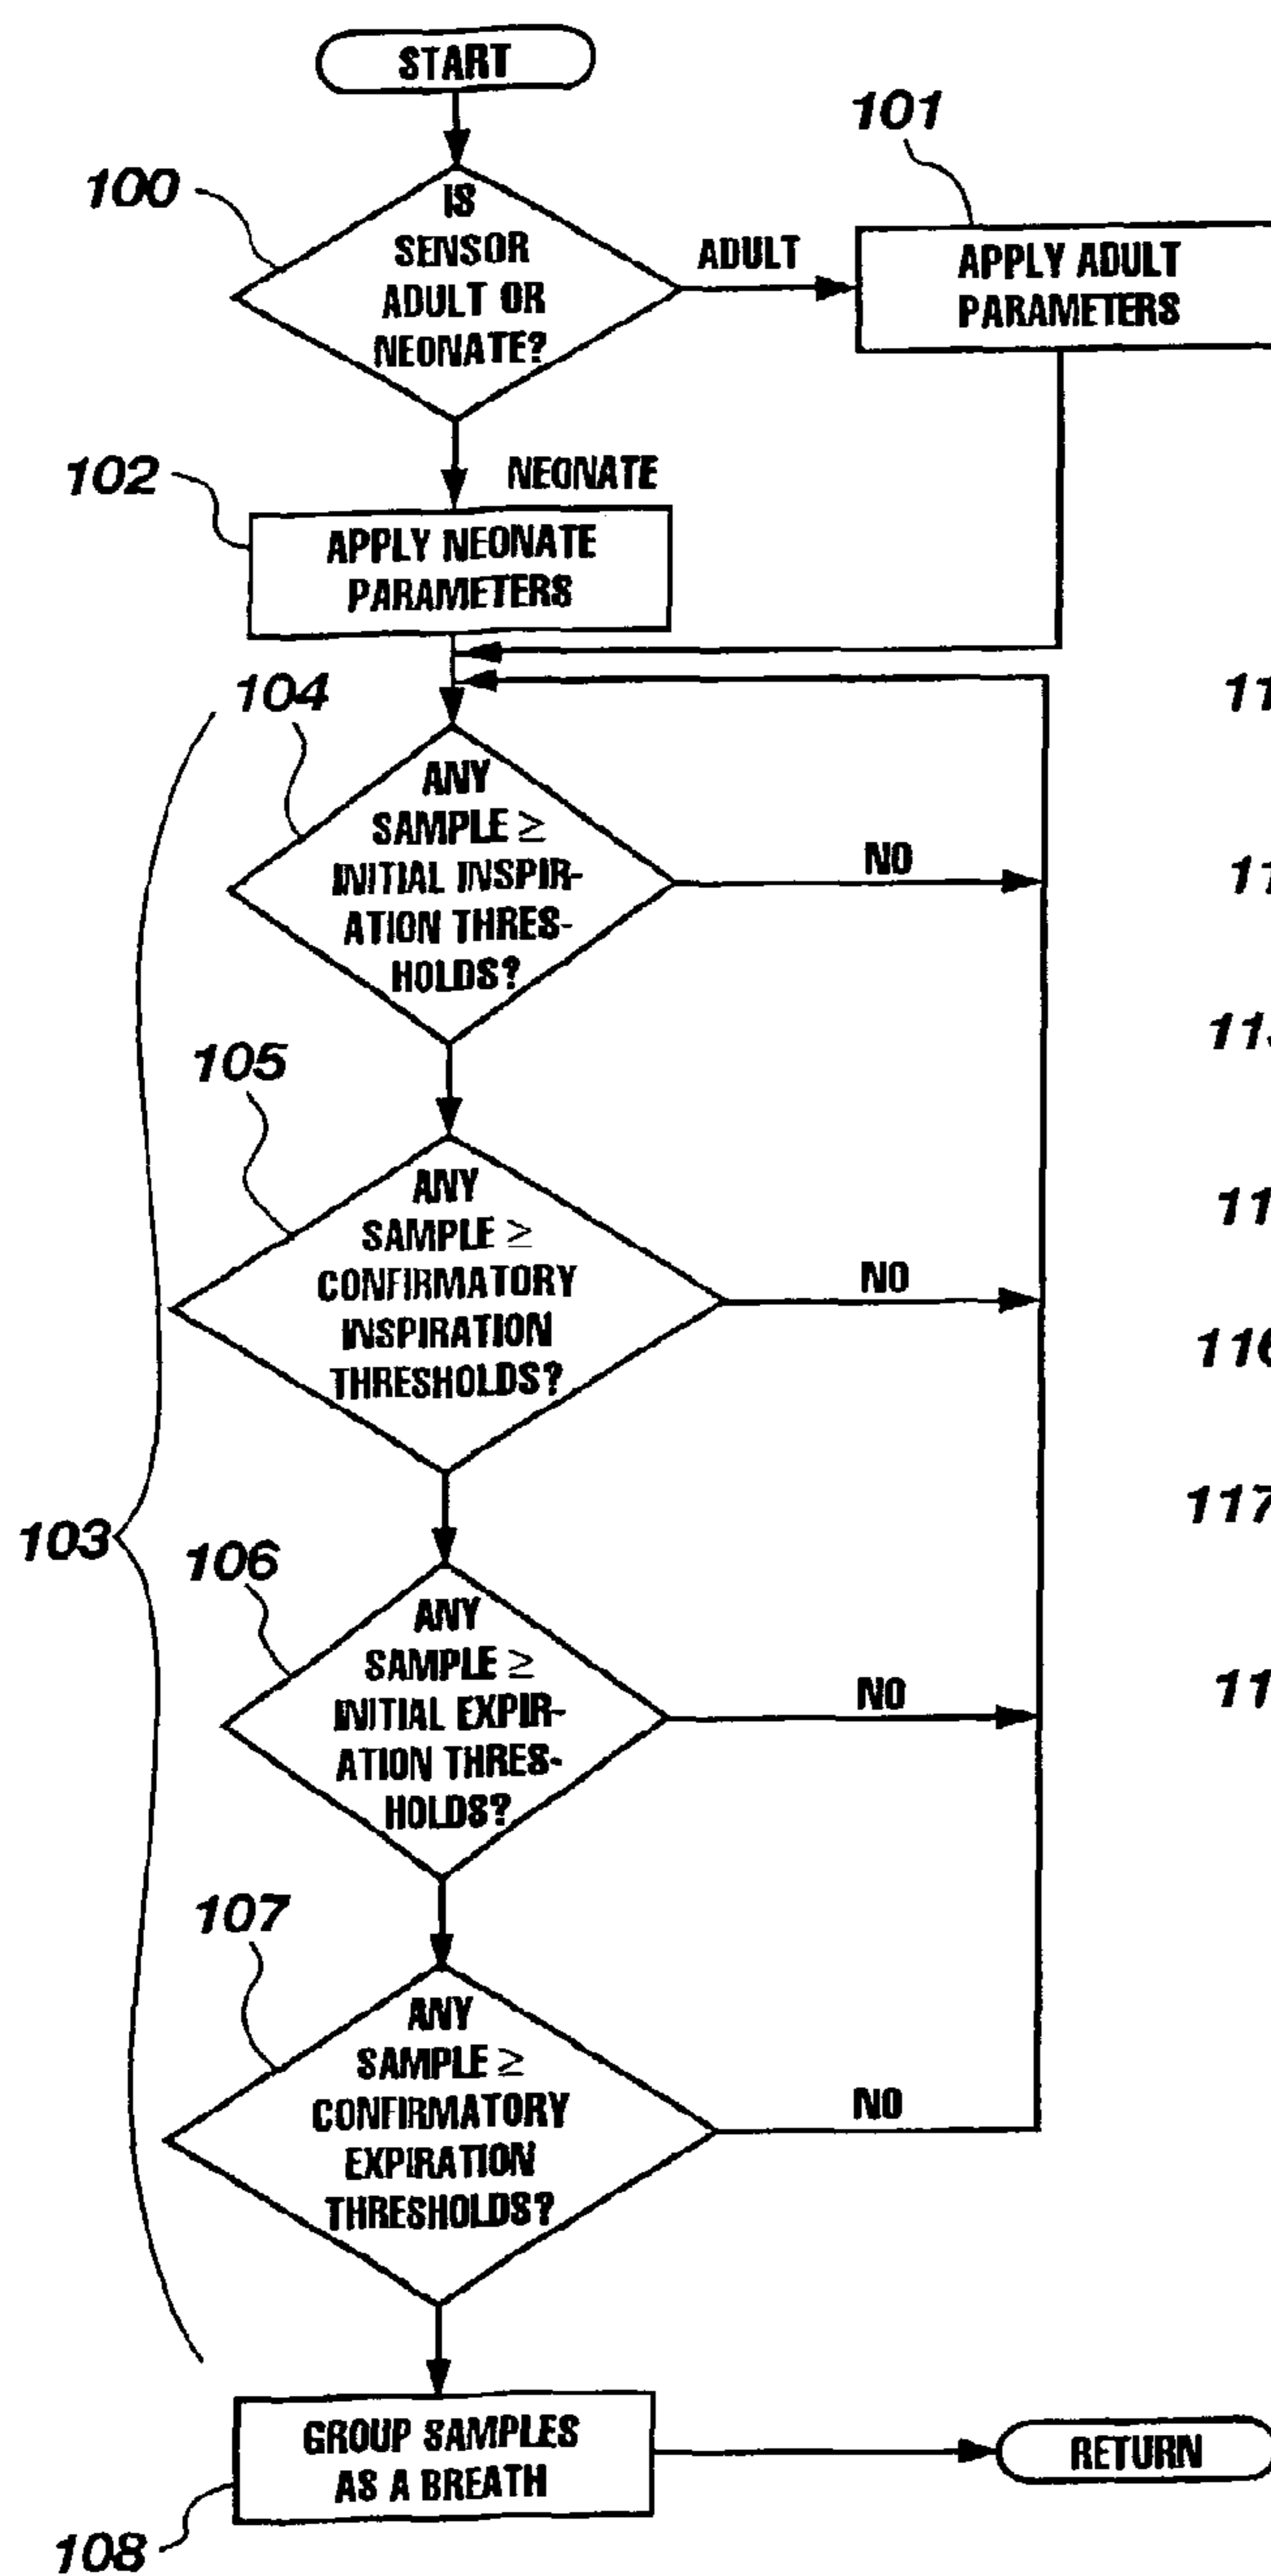 START
101
100
IS
SENSOR
ADULT OR
NEONATE?
ADULT
APPLY ADULT
PARAMETERS
102
NEONATE
APPLY NEONATE
PARAMETERS
104
ANY
SAMPLE ≥
INITIAL INSPIR-
ATION THRES-
HOLDS?
NO
105
ANY
SAMPLE ≥
CONFIRMATORY
INSPIRATION
THRESHOLDS?
NO
103
106
ANY
SAMPLE ≥
INITIAL EXPIR-
ATION THRES-
HOLDS?
NO
107
ANY
SAMPLE ≥
CONFIRMATORY
EXPIRATION
THRESHOLDS?
NO
GROUP SAMPLES
AS A BREATH
RETURN
108
116
117